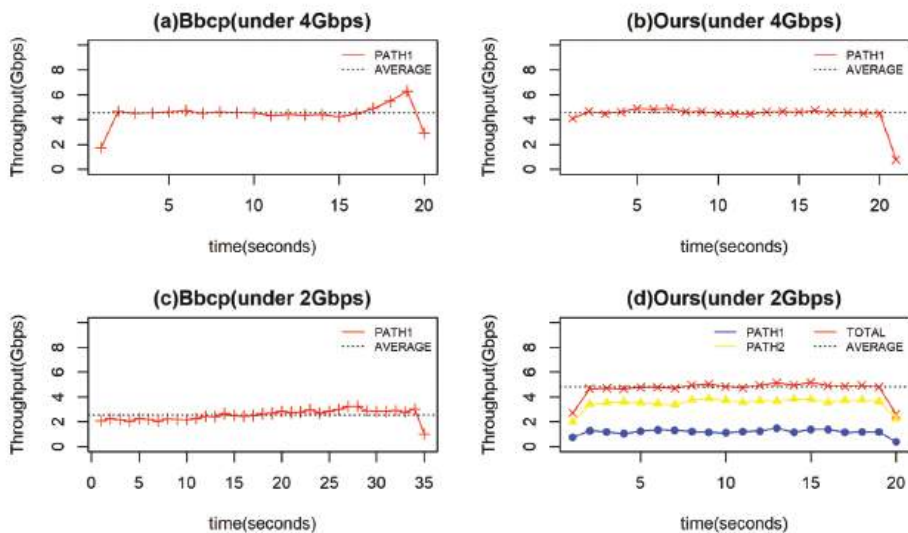 (a)Bbcp(under 4Gbps)
Throughput(Gbps)
0 2 4 6 8
PATH1
AVERAGE
5 10 15 20
time(seconds)
(b)Ours(under 4Gbps)
Throughput(Gbps)
0 2 4 6 8
PATH1
AVERAGE
5 10 15 20
time(seconds)
(c)Bbcp(under 2Gbps)
Throughput(Gbps)
0 2 4 6 8
PATH1
AVERAGE
0 5 10 15 20 25 30 35
time(seconds)
(d)Ours(under 2Gbps)
Throughput(Gbps)
0 2 4 6 8
PATH1 TOTAL
PATH2 AVERAGE
5 10 15 20
time(seconds)